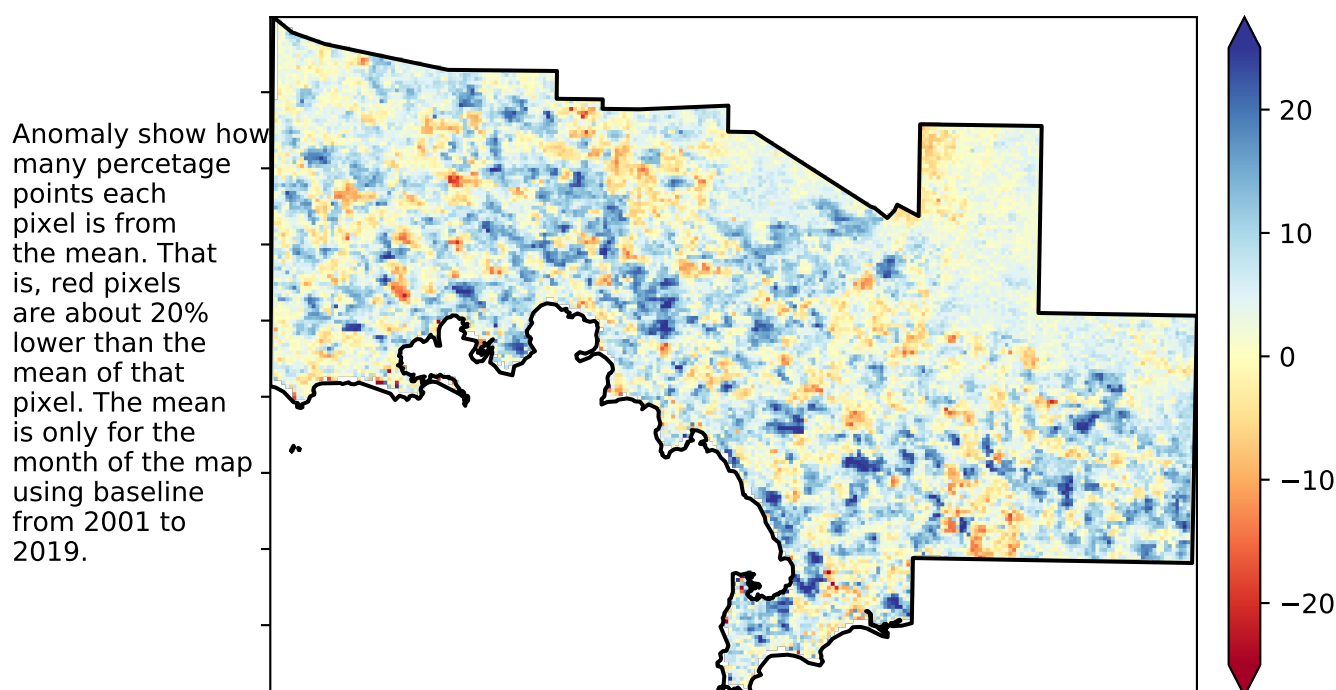 Anomaly show how
many percetage
points each
pixel is from
the mean. That
is, red pixels
are about 20%
lower than the
mean of that
pixel. The mean
is only for the
month of the map
using baseline
from 2001 to
2019.
20
10
0
−10
−20